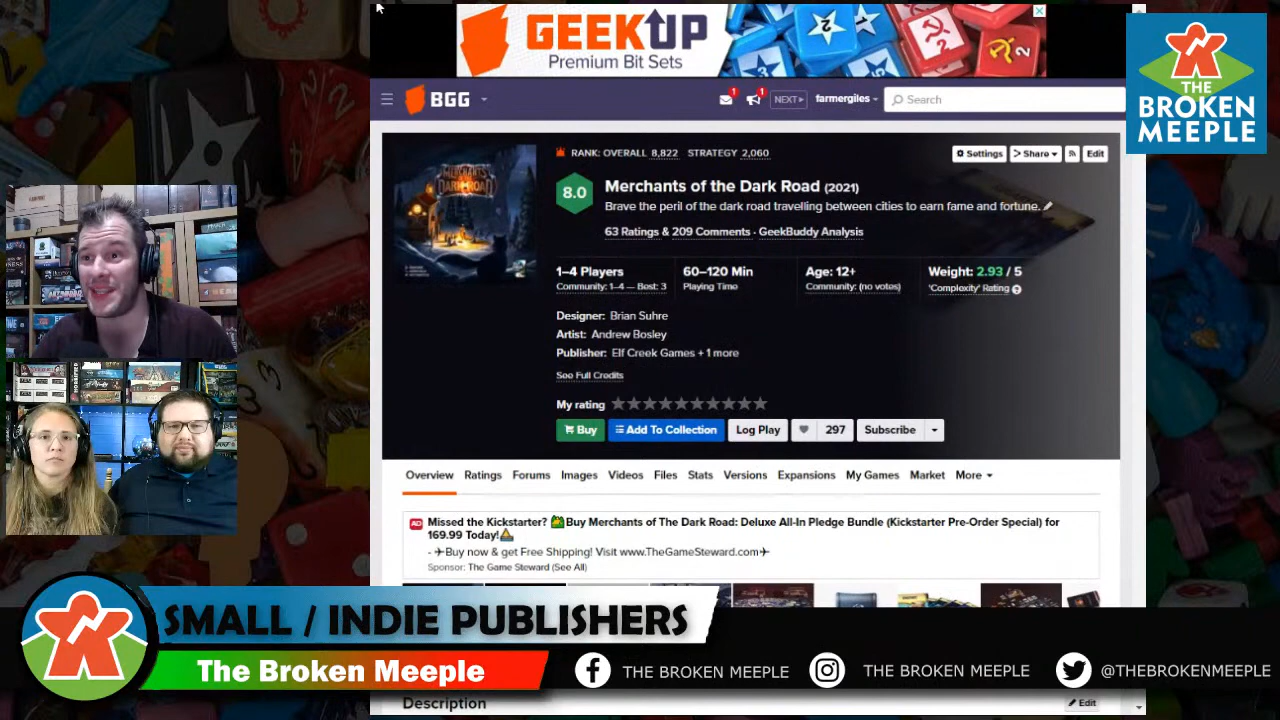 GEEKUP
Premium Bit Sets
THE
BROKEN
MEEPLE
BGG
1
1
NEXT
farmergiles
Search
RANK: OVERALL 8,822 STRATEGY 2,060
Settings
Share
Edit
MERCHANTS
OF THE
DARK ROAD
8.0
Merchants of the Dark Road (2021)
Brave the peril of the dark road travelling between cities to earn fame and fortune.
63 Ratings & 209 Comments · GeekBuddy Analysis
1–4 Players
Community: 1–4 — Best: 3
60–120 Min
Playing Time
Age: 12+
Community: (no votes)
Weight: 2.93 / 5
'Complexity' Rating
Designer: Brian Suhre
Artist: Andrew Bosley
Publisher: Elf Creek Games + 1 more
See Full Credits
My rating
Buy
Add To Collection
Log Play
297
Subscribe
Overview Ratings Forums Images Videos Files Stats Versions Expansions My Games Market More
AD
Missed the Kickstarter? Buy Merchants of The Dark Road: Deluxe All-In Pledge Bundle (Kickstarter Pre-Order Special) for
169.99 Today!
- ✈Buy now & get Free Shipping! Visit www.TheGameSteward.com✈
Sponsor: The Game Steward (See All)
SMALL / INDIE PUBLISHERS
The Broken Meeple
THE BROKEN MEEPLE
THE BROKEN MEEPLE
@THEBROKENMEEPLE
Description
Edit